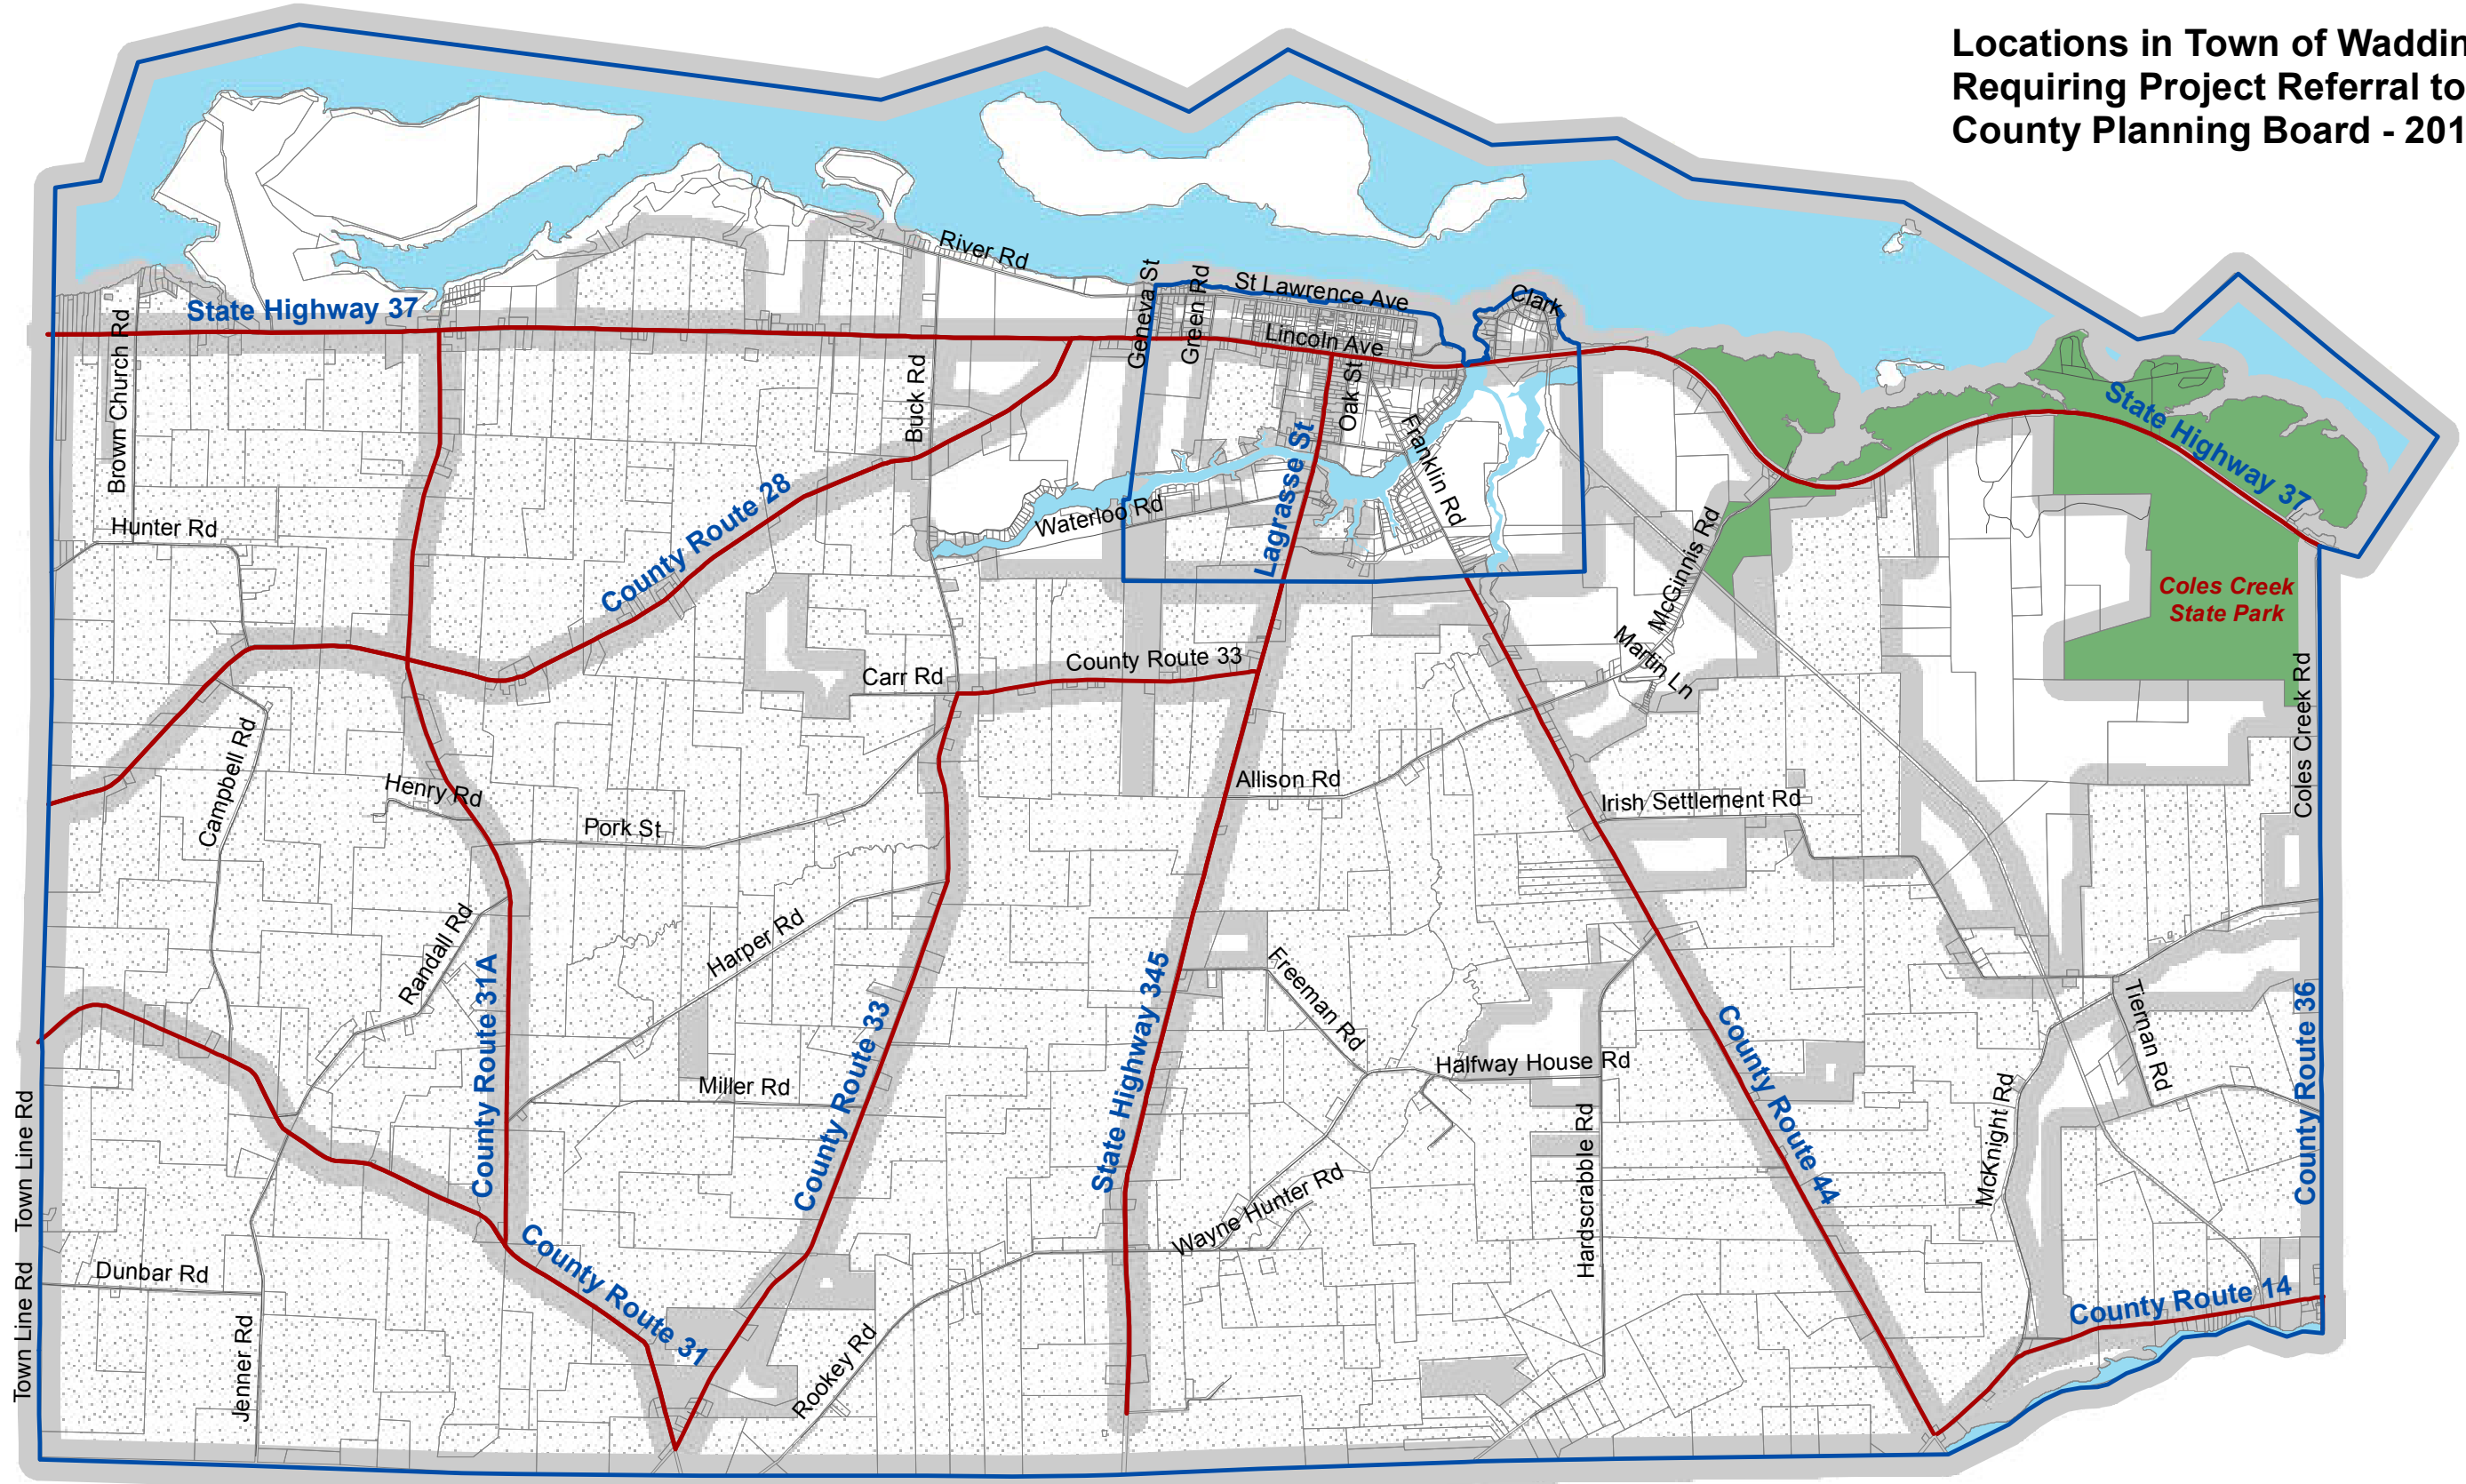 Locations in Town of Waddin
Requiring Project Referral to
County Planning Board - 201
River Rd
Geneva St
Green Rd
St Lawrence Ave
Clark
State Highway 37
Lincoln Ave
Brown Church Rd
Buck Rd
Oak St
Franklin Rd
Lagrasse St
State Highway 37
Hunter Rd
County Route 28
Waterloo Rd
McGinnis Rd
Coles Creek
State Park
Martin Ln
County Route 33
Carr Rd
Coles Creek Rd
Campbell Rd
Henry Rd
Pork St
Allison Rd
Irish Settlement Rd
Randall Rd
Harper Rd
County Route 31A
County Route 33
State Highway 345
Freeman Rd
Halfway House Rd
County Route 44
Tiernan Rd
County Route 36
Miller Rd
McKnight Rd
Town Line Rd
Hardscrabble Rd
Wayne Hunter Rd
Town Line Rd
Dunbar Rd
County Route 31
County Route 14
Jenner Rd
Rookey Rd